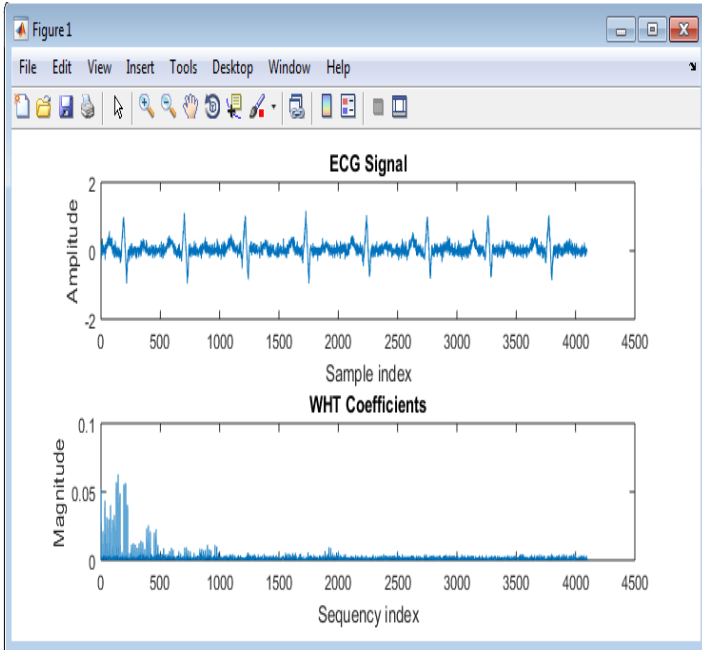 Figure 1
File Edit View Insert Tools Desktop Window Help
ECG Signal
Amplitude
2
0
-2
0 500 1000 1500 2000 2500 3000 3500 4000 4500
Sample index
WHT Coefficients
Magnitude
0.1
0.05
0
0 500 1000 1500 2000 2500 3000 3500 4000 4500
Sequency index